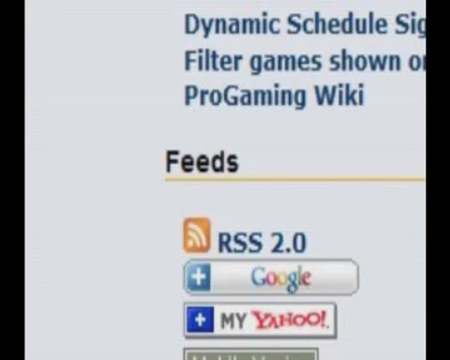 Dynamic Schedule Sig
Filter games shown o
ProGaming Wiki
Feeds
RSS 2.0
+ Google
+ MY YAHOO!